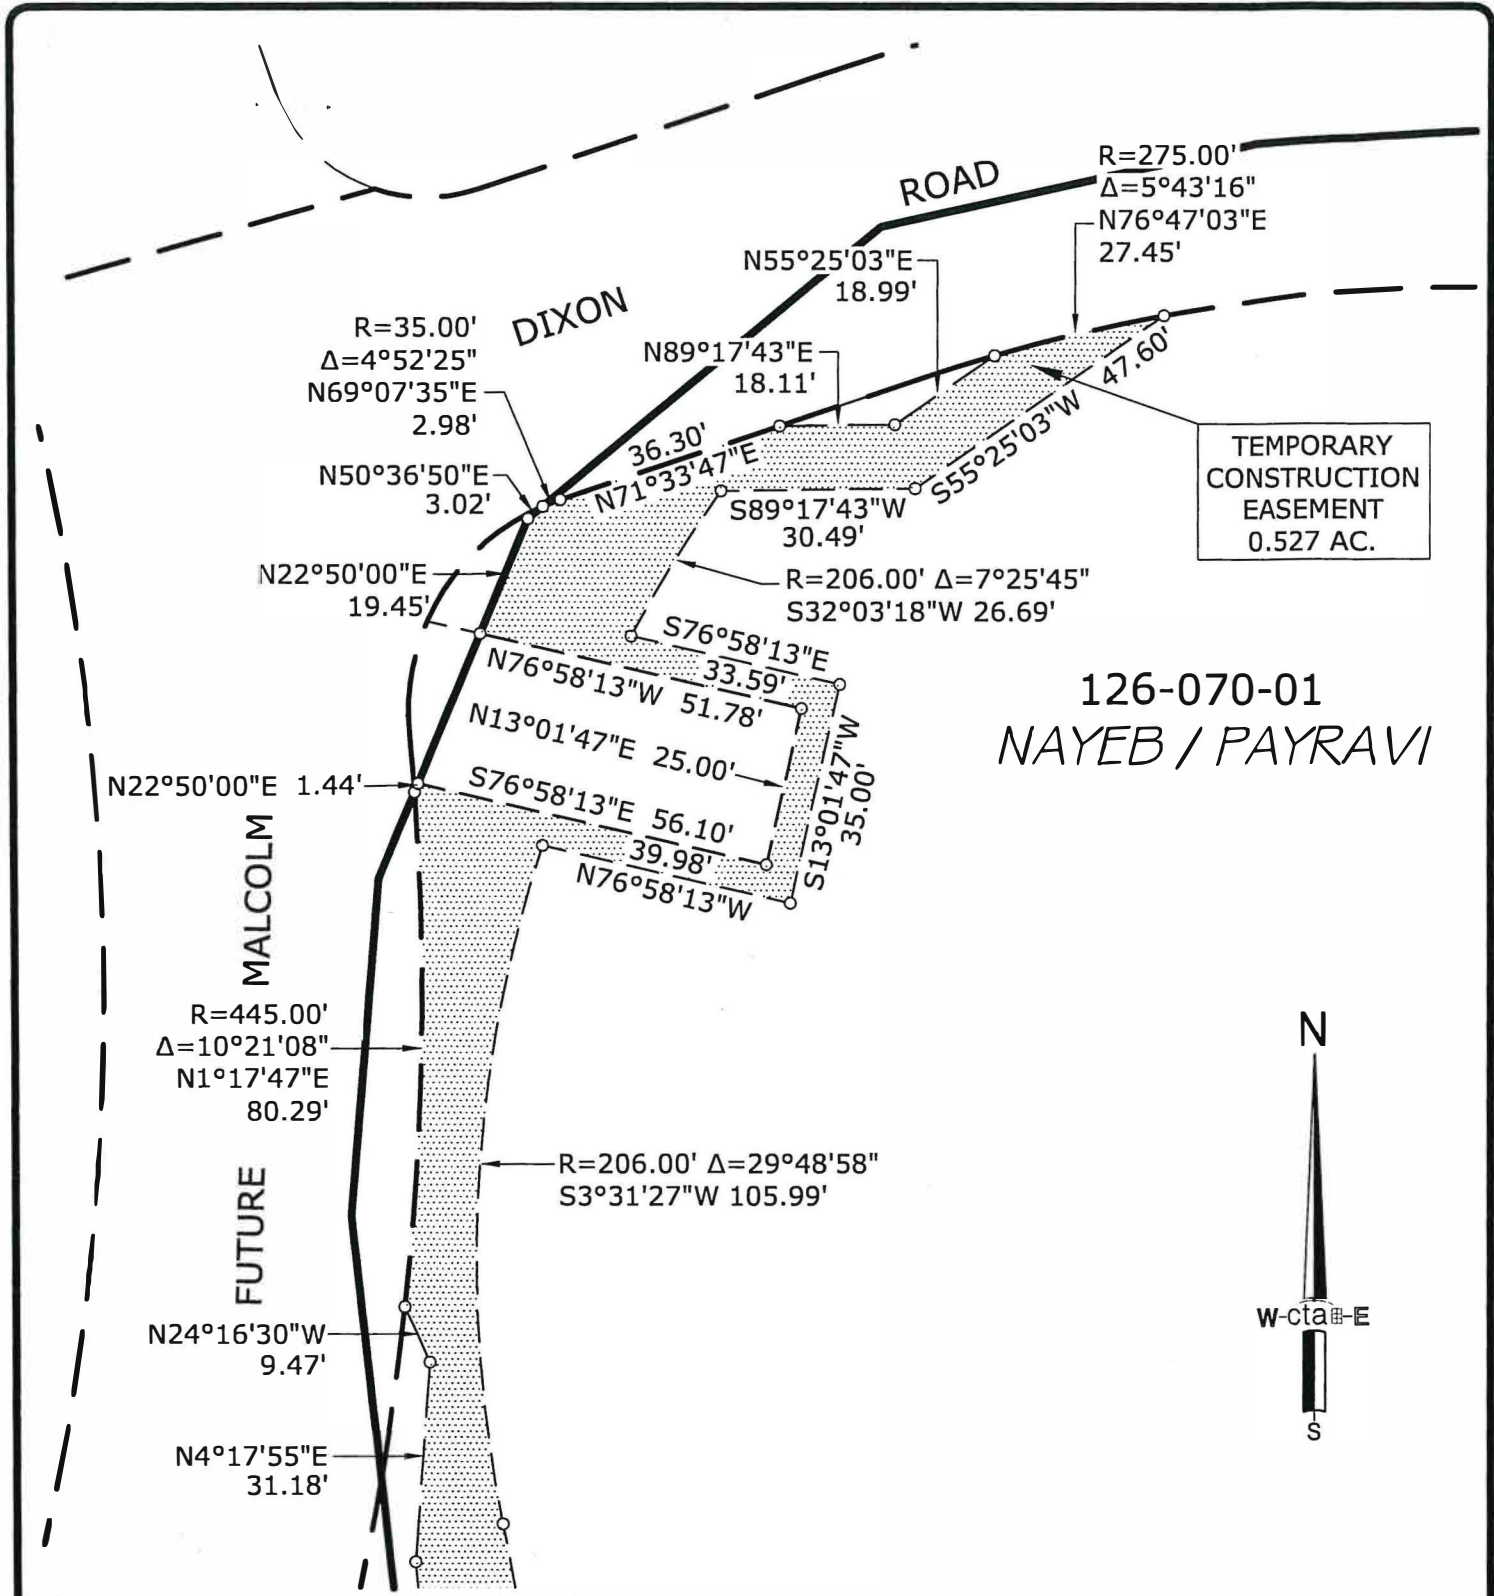 ROAD
R=275.00'
Δ=5°43'16"
N76°47'03"E
27.45'
N55°25'03"E
18.99'
DIXON
R=35.00'
Δ=4°52'25"
N69°07'35"E
2.98'
N89°17'43"E
18.11'
47.60'
S55°25'03"W
36.30'
N71°33'47"E
TEMPORARY
CONSTRUCTION
EASEMENT
0.527 AC.
N50°36'50"E
3.02'
S89°17'43"W
30.49'
N22°50'00"E
19.45'
R=206.00' Δ=7°25'45"
S32°03'18"W 26.69'
S76°58'13"E
33.59'
N76°58'13"W 51.78'
126-070-01
NAYEB / PAYRAVI
N13°01'47"E 25.00'
S13°01'47"W
35.00'
N22°50'00"E 1.44'
S76°58'13"E 56.10'
39.98'
N76°58'13"W
FUTURE MALCOLM
R=445.00'
Δ=10°21'08"
N1°17'47"E
80.29'
N
R=206.00' Δ=29°48'58"
S3°31'27"W 105.99'
W-cta-E
S
N24°16'30"W
9.47'
N4°17'55"E
31.18'